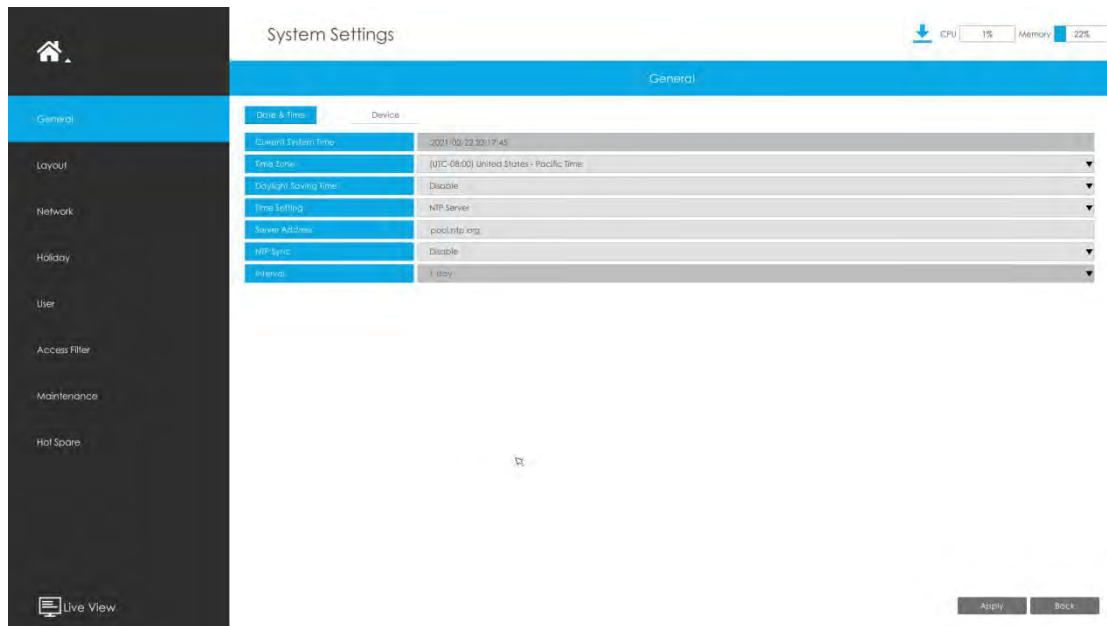 System Settings
CPU 1% Memory 22%
General
General
Layout
Network
Holiday
User
Access Filter
Maintenance
Hot Spare
Live View
Date & Time Device
Current System Time 2021-02-22 22:17:45
Time Zone (UTC-08:00) United States - Pacific Time
Daylight Saving Time Disable
Time Setting NTP Server
Server Address pool.ntp.org
NTP Sync Disable
Interval 1 day
Apply Back